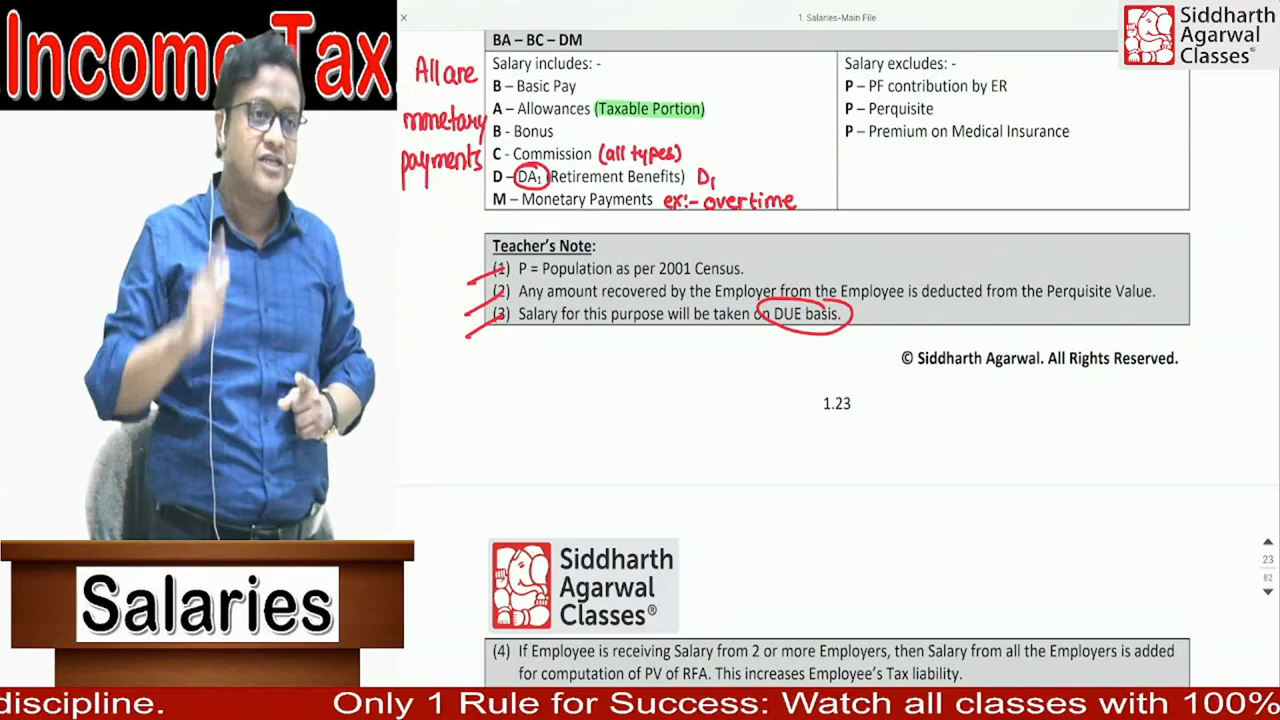 Income Tax
1. Salaries-Main File
Siddharth
Agarwal
Classes®
BA – BC – DM
All are
monetary
payments
Salary includes: -
B – Basic Pay
A – Allowances (Taxable Portion)
B - Bonus
C - Commission (all types)
D – DA1 (Retirement Benefits) D1
M – Monetary Payments ex:- overtime
Salary excludes: -
P – PF contribution by ER
P – Perquisite
P – Premium on Medical Insurance
Teacher's Note:
(1) P = Population as per 2001 Census.
(2) Any amount recovered by the Employer from the Employee is deducted from the Perquisite Value.
(3) Salary for this purpose will be taken on DUE basis.
© Siddharth Agarwal. All Rights Reserved.
1.23
Siddharth
Agarwal
Classes®
23
82
(4) If Employee is receiving Salary from 2 or more Employers, then Salary from all the Employers is added
for computation of PV of RFA. This increases Employee's Tax liability.
Salaries
discipline. Only 1 Rule for Success: Watch all classes with 100%